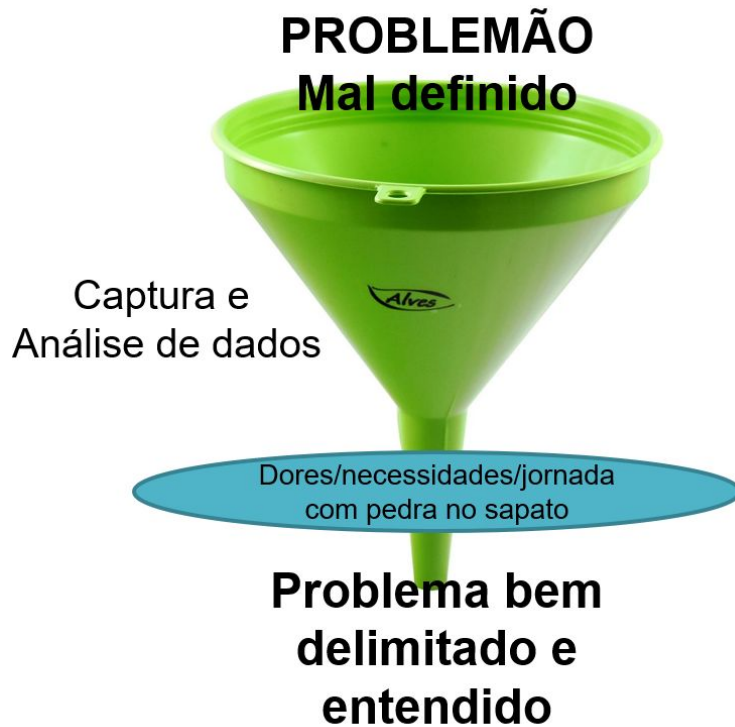 PROBLEMÃO
Mal definido
Alves
Captura e
Análise de dados
Dores/necessidades/jornada
com pedra no sapato
Problema bem
delimitado e
entendido